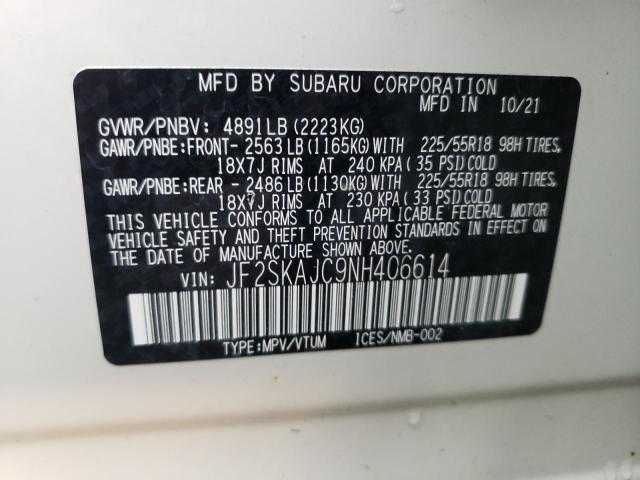 MFD BY SUBARU CORPORATION
MFD IN 10/21
GVWR/PNBV: 4891LB (2223KG)
GAWR/PNBE:FRONT- 2563 LB (1165KG) WITH 225/55R18 98H TIRES,
18X7J RIMS AT 240 KPA (35 PSI) COLD
GAWR/PNBE:REAR - 2486 LB (1130KG) WITH 225/55R18 98H TIRES,
18X7J RIMS AT 230 KPA (33 PSI) COLD
THIS VEHICLE CONFORMS TO ALL APPLICABLE FEDERAL MOTOR
VEHICLE SAFETY AND THEFT PREVENTION STANDARDS IN EFFECT ON
THE DATE OF MANUFACTURE SHOWN ABOVE.
VIN: JF2SKAJC9NH406614
TYPE:MPV/VTUM ICES/NMB-002